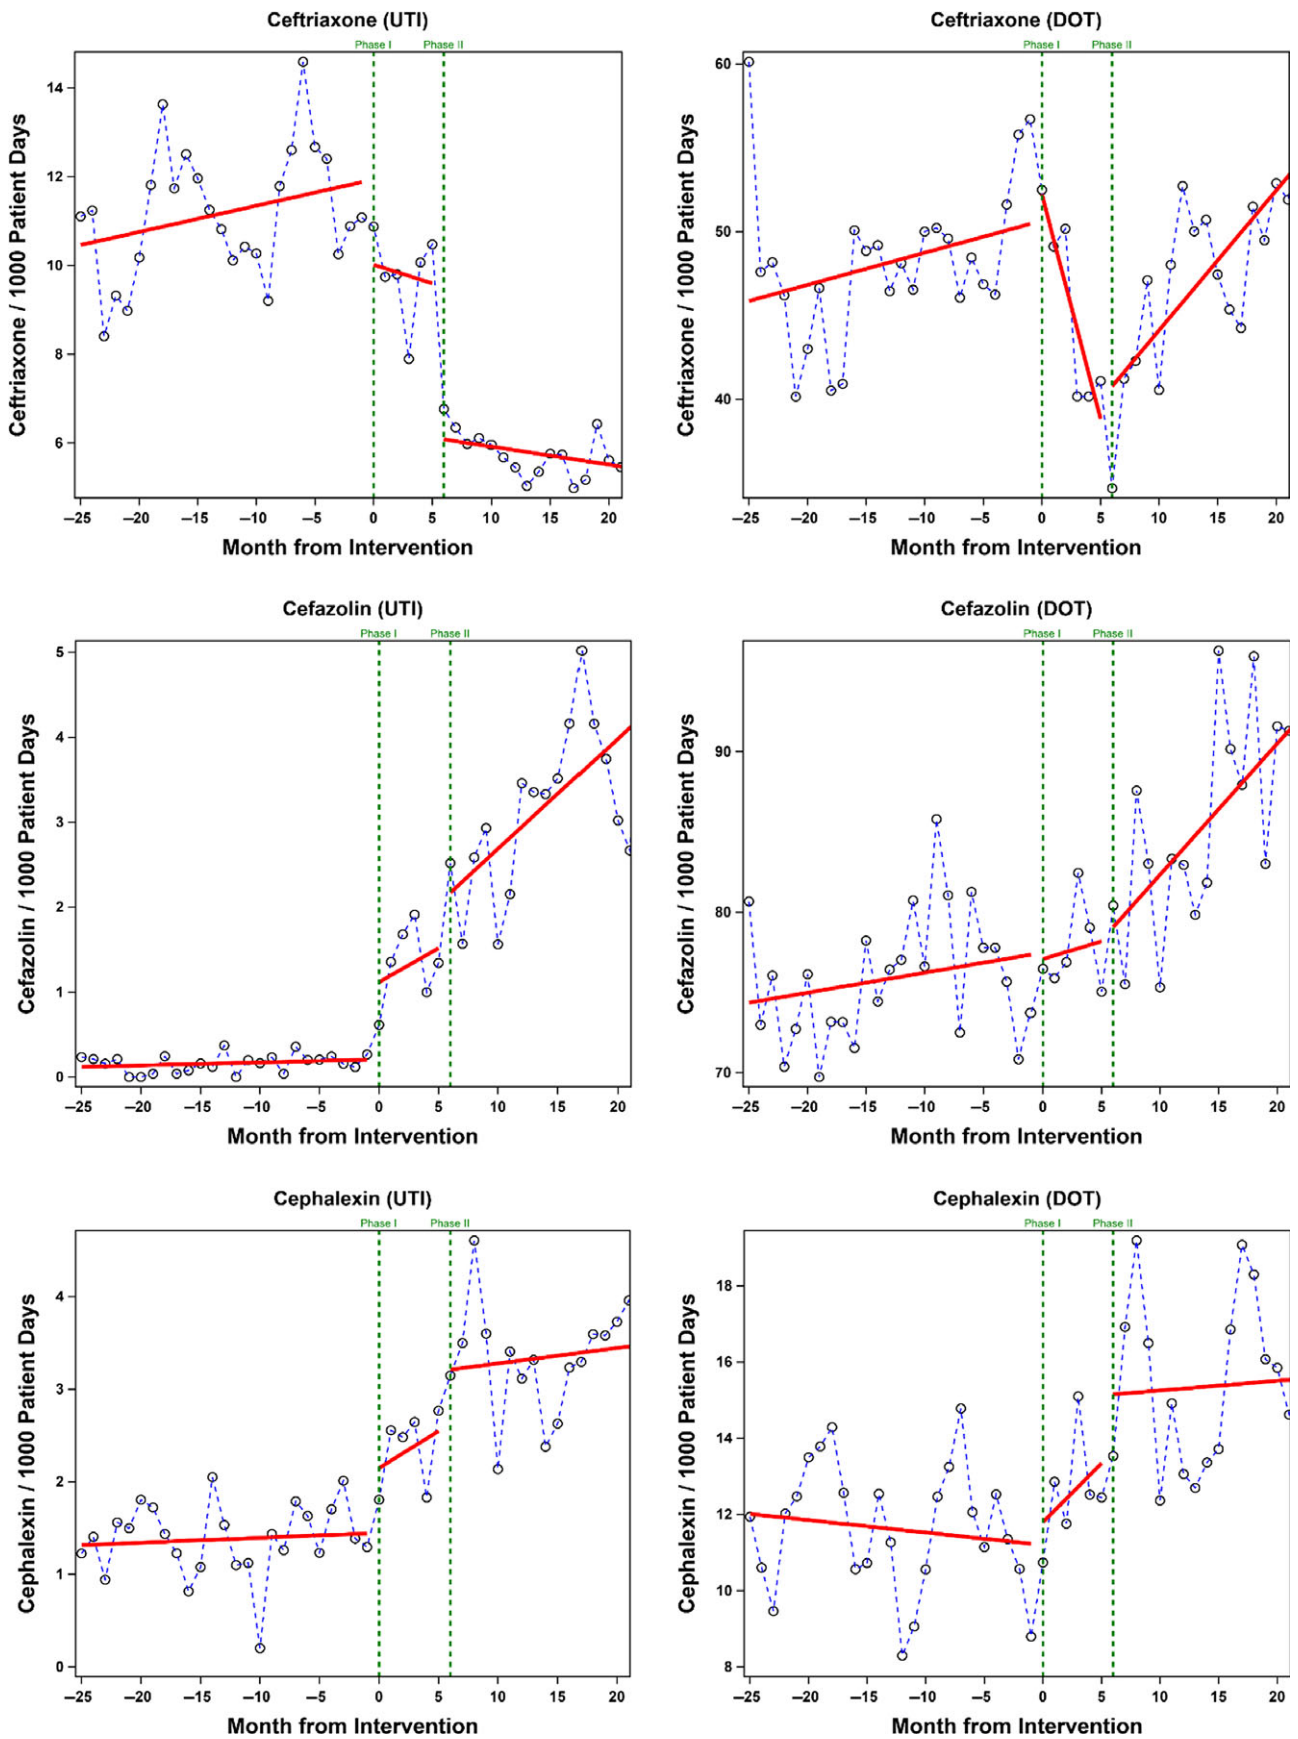 Ceftriaxone (UTI)
Phase I Phase II
Ceftriaxone / 1000 Patient Days
14
12
10
8
6
–25 –20 –15 –10 –5 0 5 10 15 20
Month from Intervention
Ceftriaxone (DOT)
Phase I Phase II
Ceftriaxone / 1000 Patient Days
60
50
40
–25 –20 –15 –10 –5 0 5 10 15 20
Month from Intervention
Cefazolin (UTI)
Phase I Phase II
Cefazolin / 1000 Patient Days
5
4
3
2
1
0
–25 –20 –15 –10 –5 0 5 10 15 20
Month from Intervention
Cefazolin (DOT)
Phase I Phase II
Cefazolin / 1000 Patient Days
90
80
70
–25 –20 –15 –10 –5 0 5 10 15 20
Month from Intervention
Cephalexin (UTI)
Phase I Phase II
Cephalexin / 1000 Patient Days
4
3
2
1
0
–25 –20 –15 –10 –5 0 5 10 15 20
Month from Intervention
Cephalexin (DOT)
Phase I Phase II
Cephalexin / 1000 Patient Days
18
16
14
12
10
8
–25 –20 –15 –10 –5 0 5 10 15 20
Month from Intervention